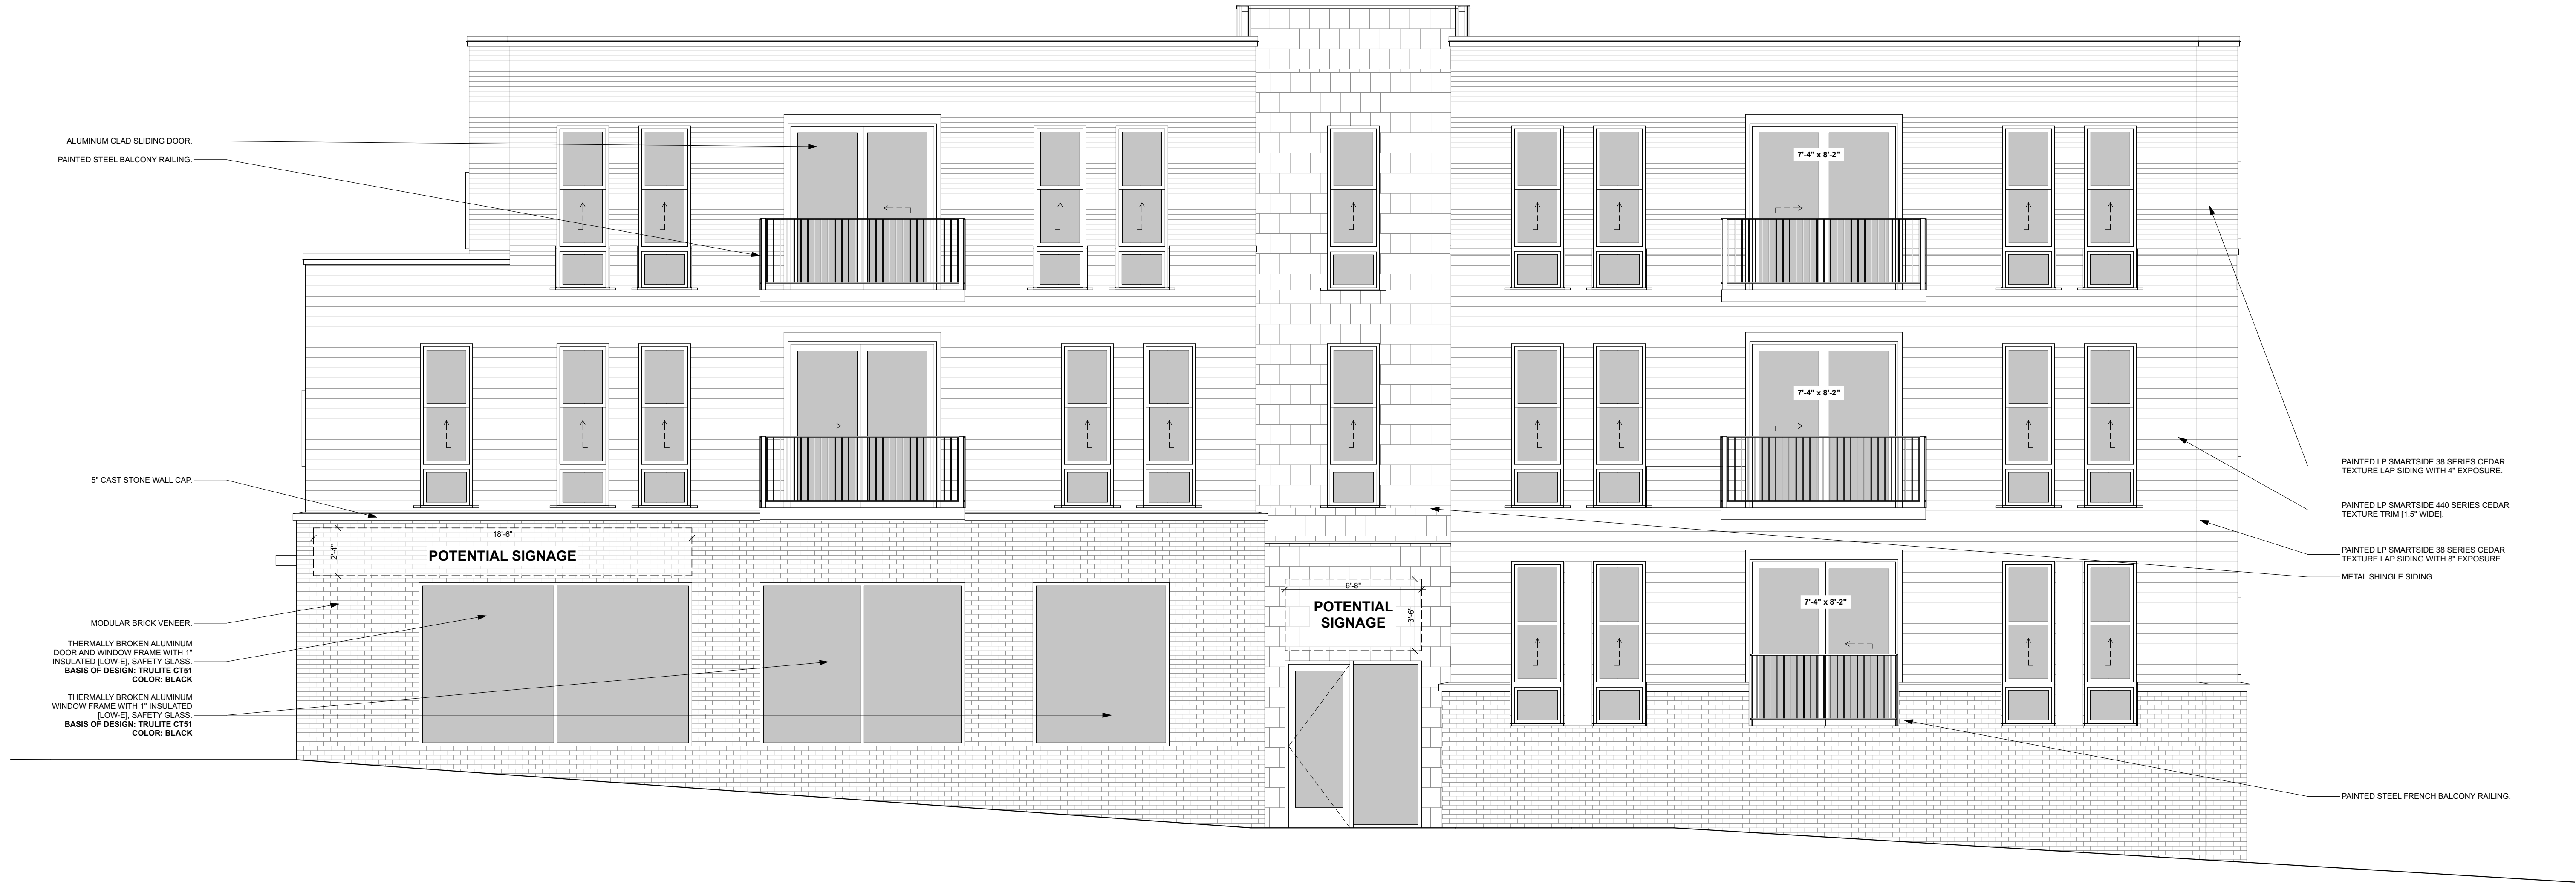 ALUMINUM CLAD SLIDING DOOR.
PAINTED STEEL BALCONY RAILING.
5" CAST STONE WALL CAP.
MODULAR BRICK VENEER.
THERMALLY BROKEN ALUMINUM
DOOR AND WINDOW FRAME WITH 1"
INSULATED [LOW-E], SAFETY GLASS.
BASIS OF DESIGN: TRULITE CT51
COLOR: BLACK
THERMALLY BROKEN ALUMINUM
WINDOW FRAME WITH 1" INSULATED
[LOW-E], SAFETY GLASS.
BASIS OF DESIGN: TRULITE CT51
COLOR: BLACK
18'-6"
2'-4"
POTENTIAL SIGNAGE
6'-8"
3'-6"
POTENTIAL
SIGNAGE
7'-4" x 8'-2"
7'-4" x 8'-2"
7'-4" x 8'-2"
PAINTED LP SMARTSIDE 38 SERIES CEDAR
TEXTURE LAP SIDING WITH 4" EXPOSURE.
PAINTED LP SMARTSIDE 440 SERIES CEDAR
TEXTURE TRIM [1.5" WIDE].
PAINTED LP SMARTSIDE 38 SERIES CEDAR
TEXTURE LAP SIDING WITH 8" EXPOSURE.
METAL SHINGLE SIDING.
PAINTED STEEL FRENCH BALCONY RAILING.